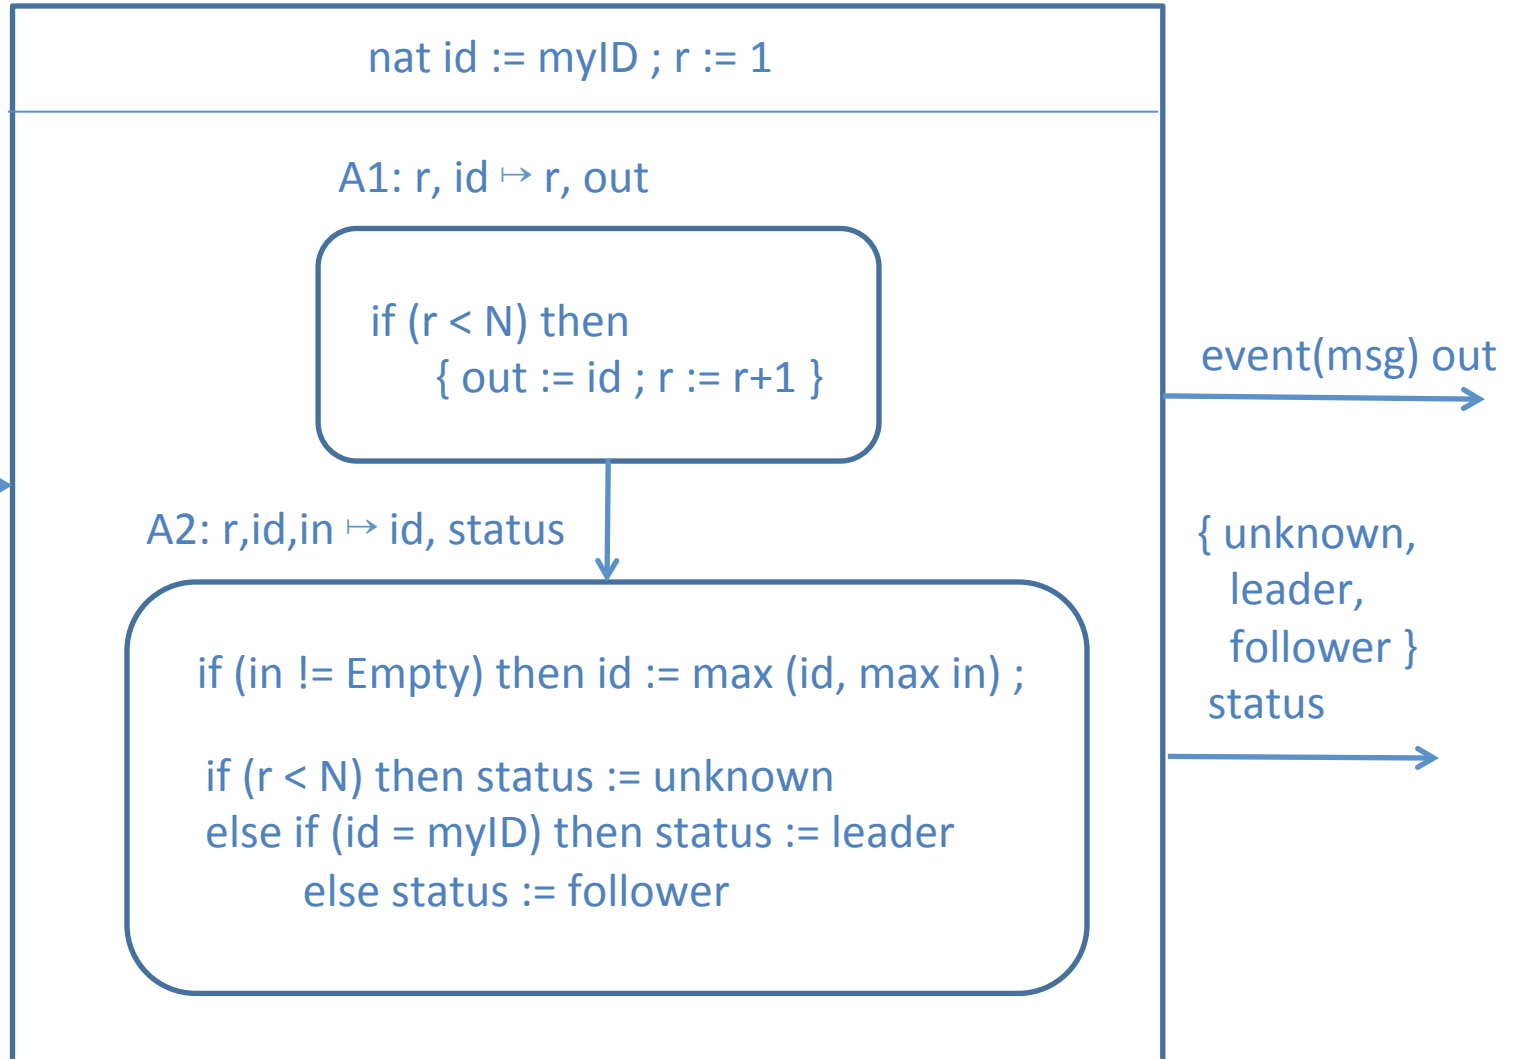 nat id := myID ; r := 1
A1: r, id ↦ r, out
if (r < N) then
{ out := id ; r := r+1 }
event(msg) out
A2: r,id,in ↦ id, status
{ unknown,
leader,
follower }
status
if (in != Empty) then id := max (id, max in) ;
if (r < N) then status := unknown
else if (id = myID) then status := leader
else status := follower